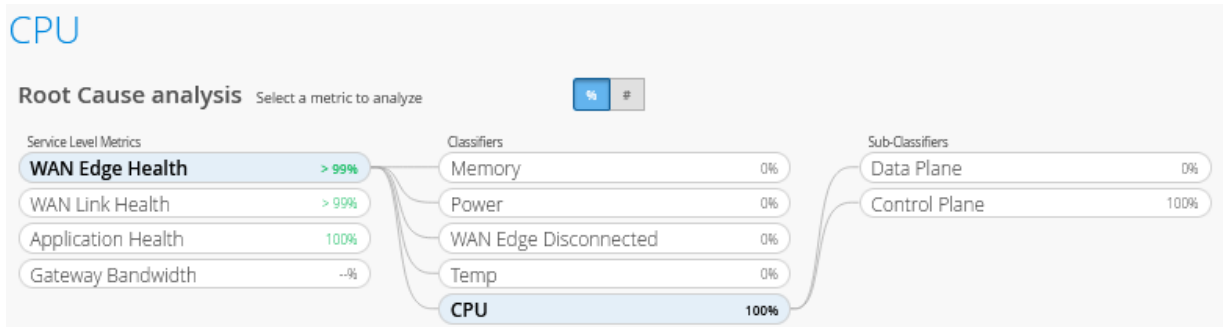 CPU
Root Cause analysis Select a metric to analyze % #
Service Level Metrics Classifiers Sub-Classifiers
WAN Edge Health > 99% Memory 0% Data Plane 0%
WAN Link Health > 99% Power 0% Control Plane 100%
Application Health 100% WAN Edge Disconnected 0%
Gateway Bandwidth --% Temp 0%
CPU 100%